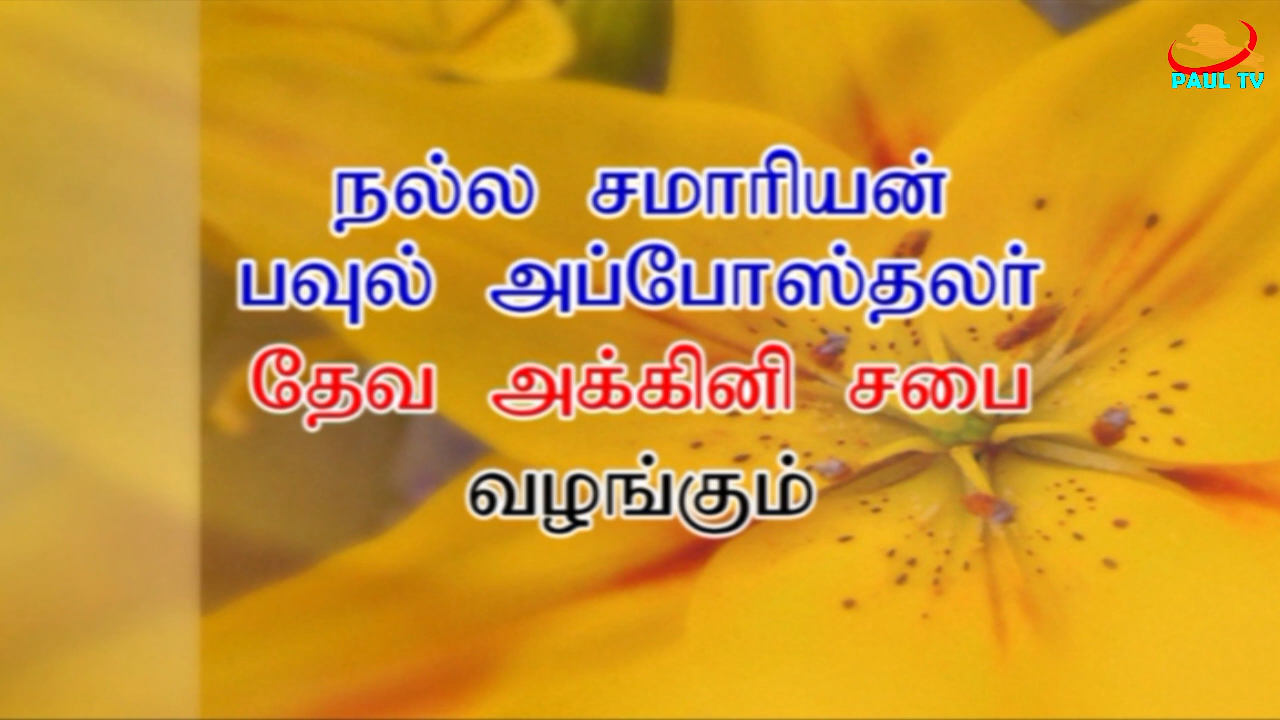 PAUL TV
நல்ல சமாரியன்
பவுல் அப்போஸ்தலர்
தேவ அக்கினி சபை
வழங்கும்